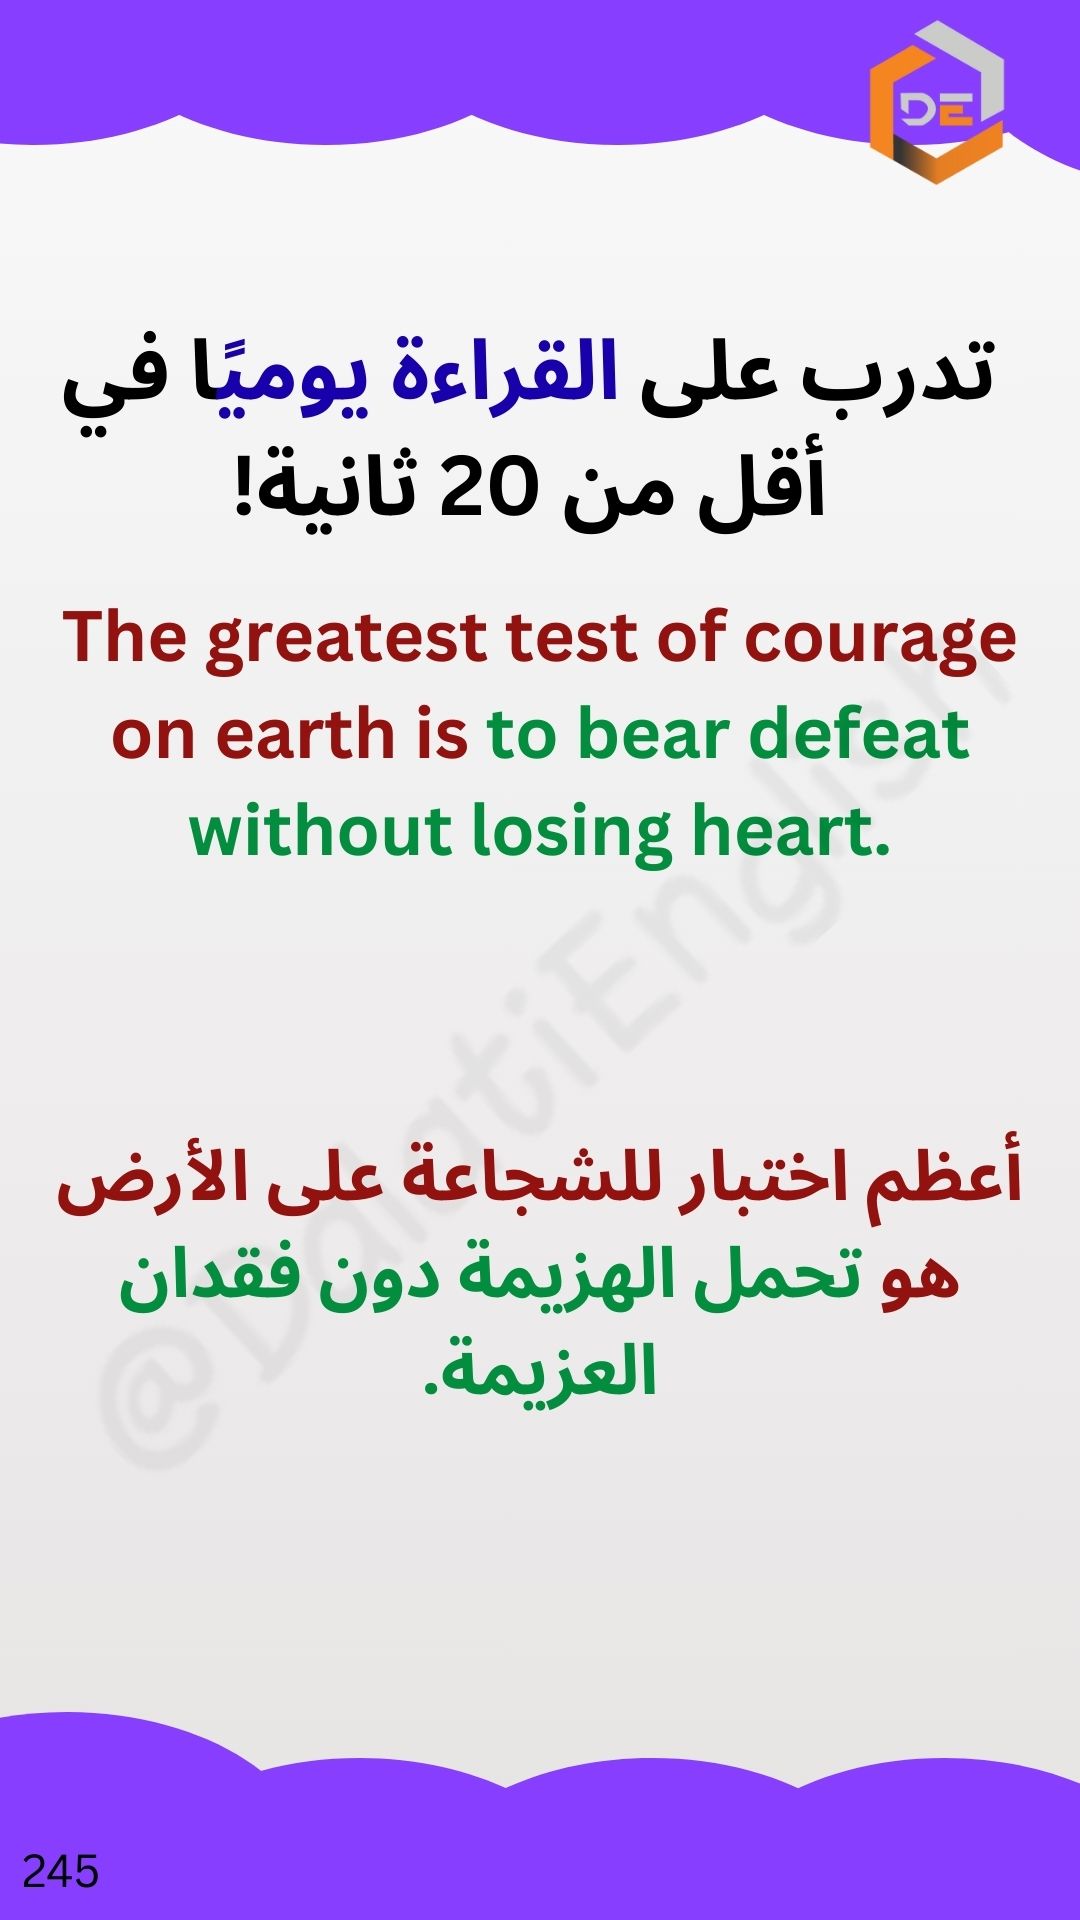 DE
تدرب على القراءة يوميًا في
أقل من 20 ثانية!
The greatest test of courage
on earth is to bear defeat
without losing heart.
@DalatiEnglish
أعظم اختبار للشجاعة على الأرض
هو تحمل الهزيمة دون فقدان
العزيمة.
245